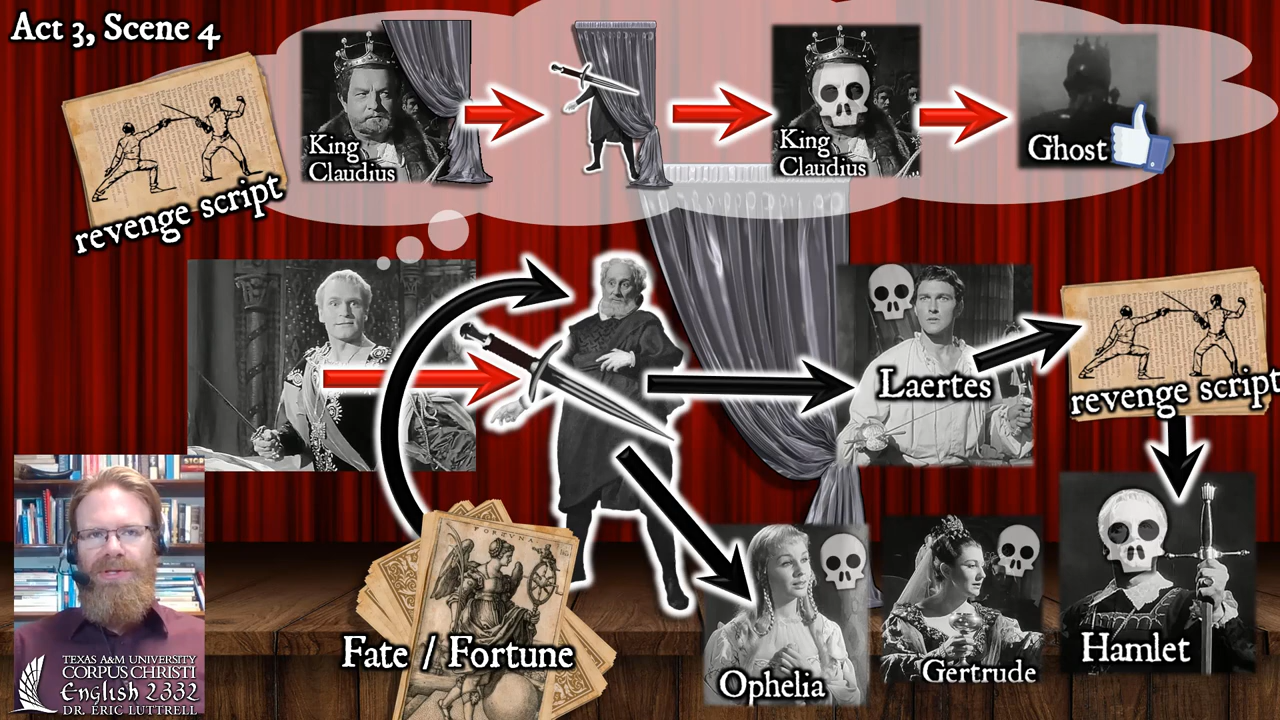 Act 3, Scene 4
revenge script
King
Claudius
King
Claudius
Ghost
Laertes
revenge script
FORTVNA
Fate / Fortune
Ophelia
Gertrude
Hamlet
TEXAS A&M UNIVERSITY
CORPUS CHRISTI
English 2332
DR. ERIC LUTTRELL